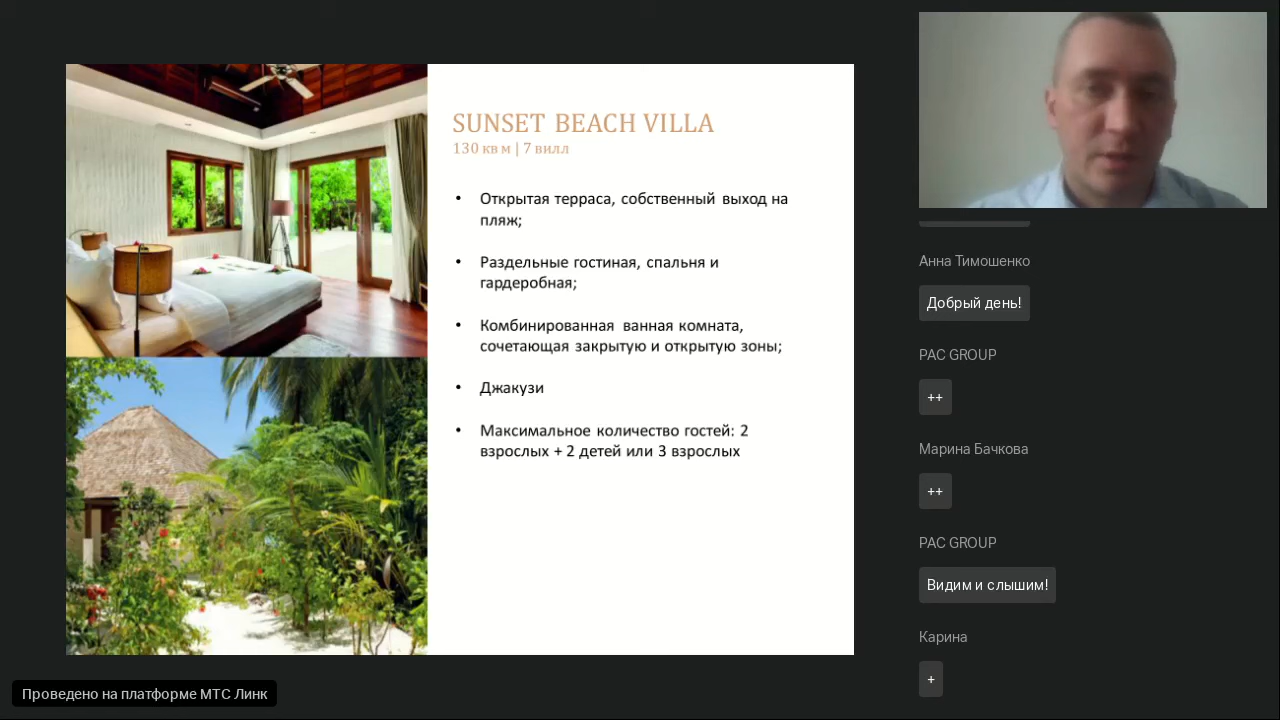 SUNSET BEACH VILLA
130 кв м | 7 вилл
• Открытая терраса, собственный выход на
пляж;
• Раздельные гостиная, спальня и
гардеробная;
• Комбинированная ванная комната,
сочетающая закрытую и открытую зоны;
• Джакузи
• Максимальное количество гостей: 2
взрослых + 2 детей или 3 взрослых
Анна Тимошенко
Добрый день!
PAC GROUP
++
Марина Бачкова
++
PAC GROUP
Видим и слышим!
Карина
+
Проведено на платформе МТС Линк